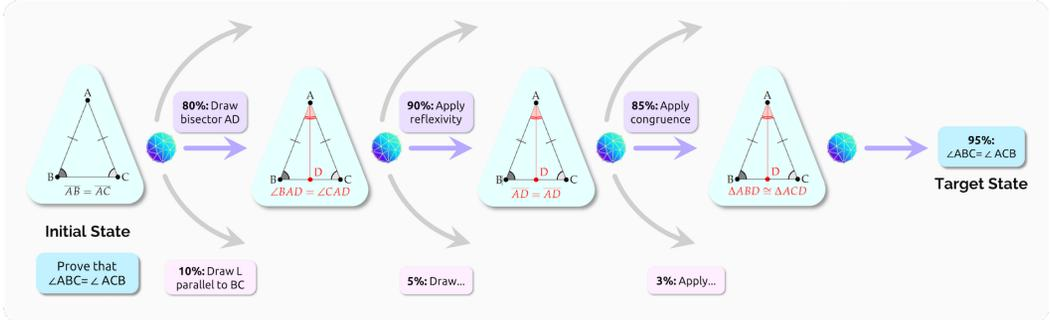 A
B
C
AB = AC
Initial State
Prove that
∠ABC= ∠ ACB
80%: Draw
bisector AD
10%: Draw L
parallel to BC
A
D
B
C
∠BAD = ∠CAD
90%: Apply
reflexivity
5%: Draw...
A
D
B
C
AD = AD
85%: Apply
congruence
3%: Apply...
A
D
B
C
ΔABD ≅ ΔACD
95%:
∠ABC= ∠ ACB
Target State